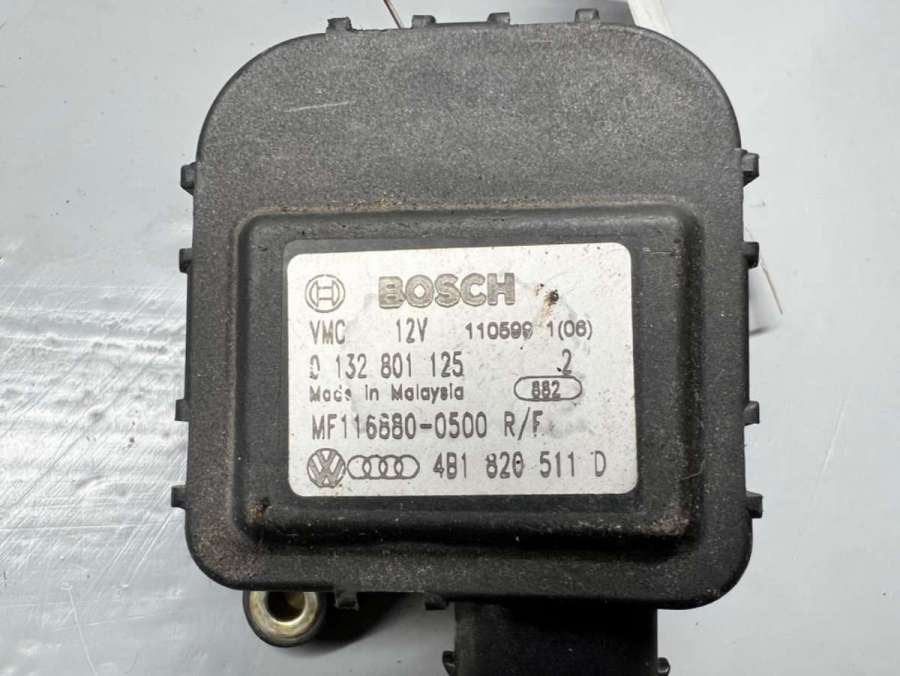 BOSCH
VMC 12V 110599 1(06)
0 132 801 125 2
Made in Malaysia 882
MF116680-0500 R/F
4B1 820 511 D